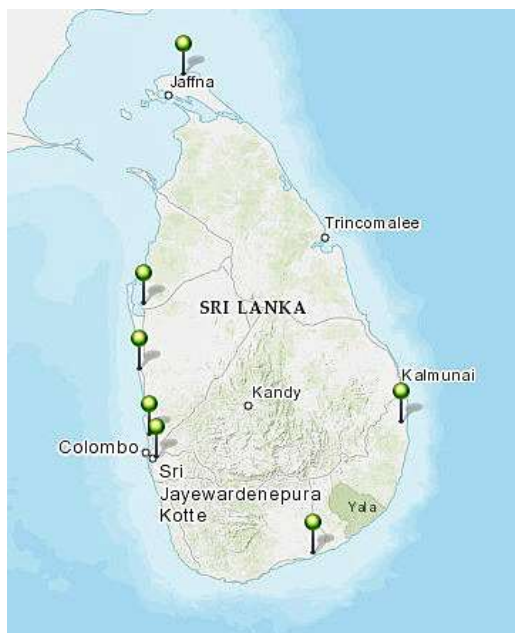 Jaffna
Trincomalee
SRI LANKA
Kalmunai
Kandy
Colombo
Sri
Jayewardenepura
Kotte
Yala